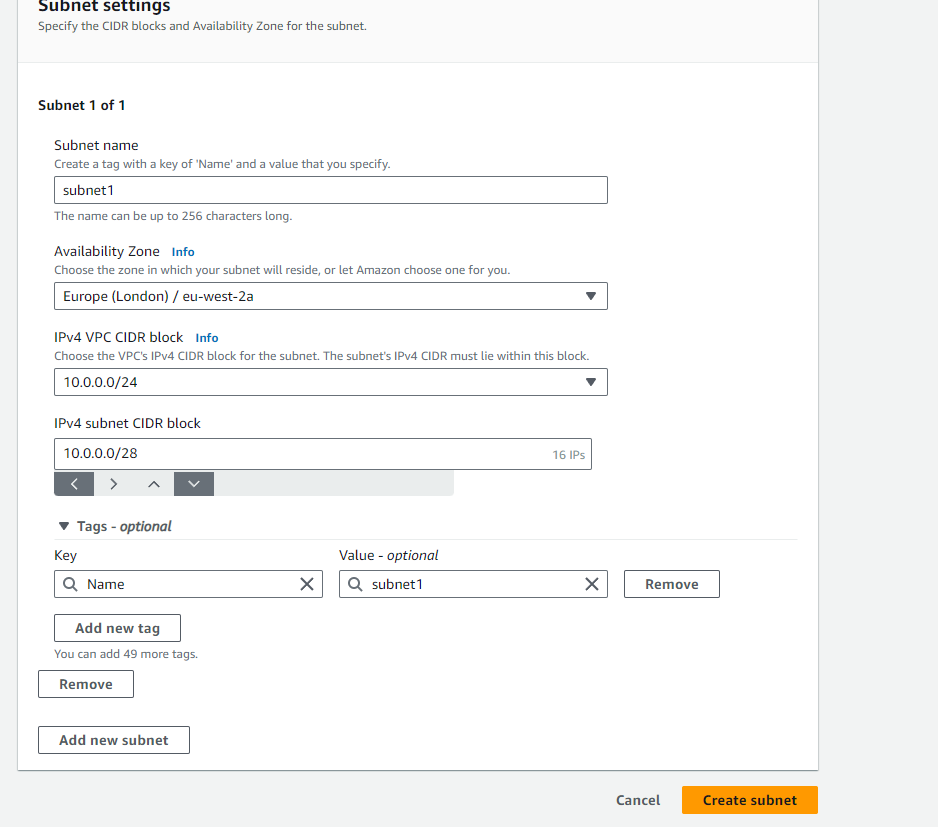 Subnet settings
Specify the CIDR blocks and Availability Zone for the subnet.
Subnet 1 of 1
Subnet name
Create a tag with a key of 'Name' and a value that you specify.
subnet1
The name can be up to 256 characters long.
Availability Zone Info
Choose the zone in which your subnet will reside, or let Amazon choose one for you.
Europe (London) / eu-west-2a
IPv4 VPC CIDR block Info
Choose the VPC's IPv4 CIDR block for the subnet. The subnet's IPv4 CIDR must lie within this block.
10.0.0.0/24
IPv4 subnet CIDR block
10.0.0.0/28 16 IPs
Tags - optional
Key Value - optional
Name subnet1 Remove
Add new tag
You can add 49 more tags.
Remove
Add new subnet
Cancel Create subnet